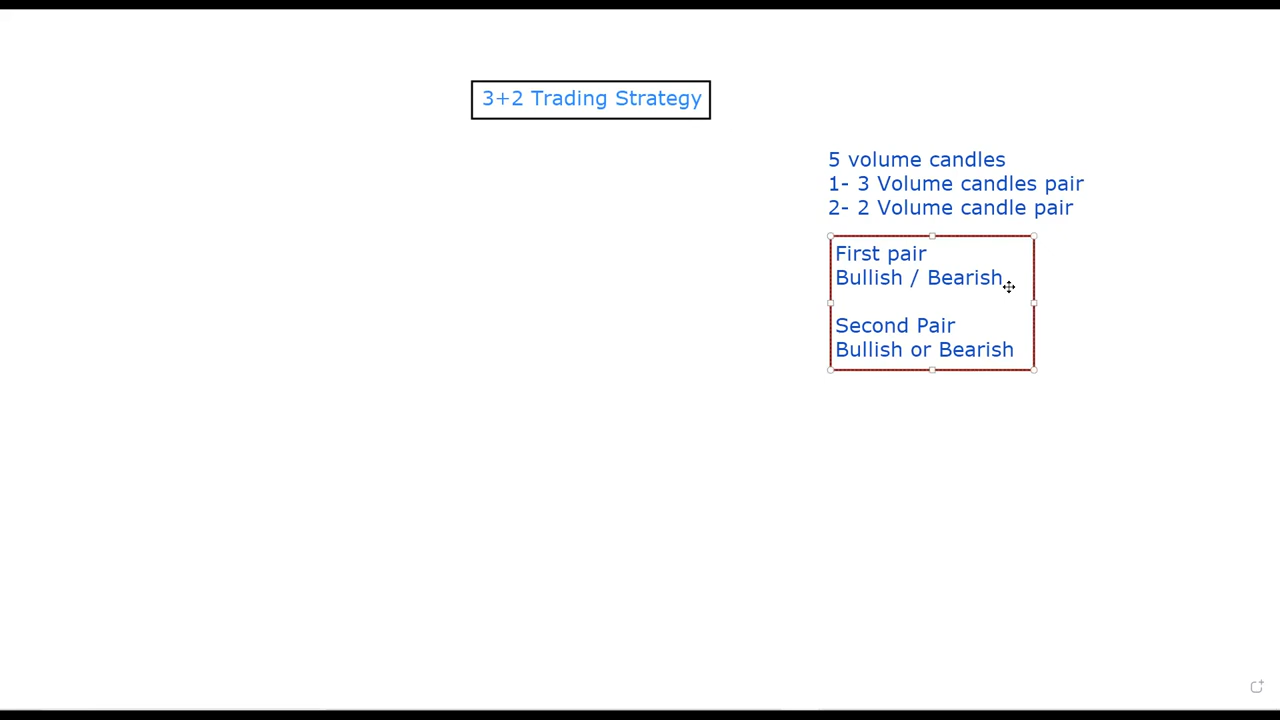 3+2 Trading Strategy
5 volume candles
1- 3 Volume candles pair
2- 2 Volume candle pair
First pair
Bullish / Bearish
Second Pair
Bullish or Bearish